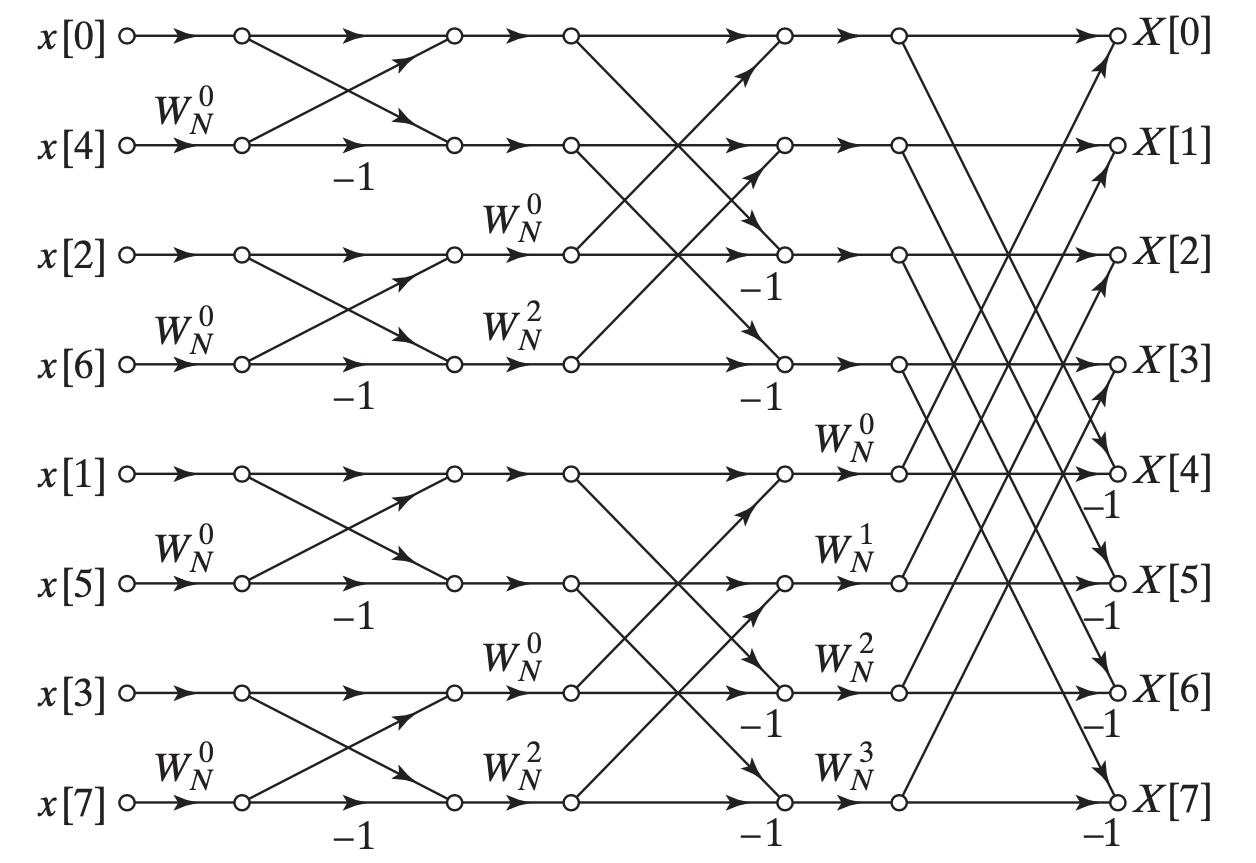 x[0] X[0]
W_N^0
x[4] X[1]
−1
W_N^0
x[2] X[2]
−1
W_N^0 W_N^2
x[6] X[3]
−1 −1
W_N^0
x[1] X[4]
−1
W_N^0 W_N^1
x[5] X[5]
−1 −1
W_N^0 W_N^2
x[3] X[6]
−1 −1
W_N^0 W_N^2 W_N^3
x[7] X[7]
−1 −1 −1